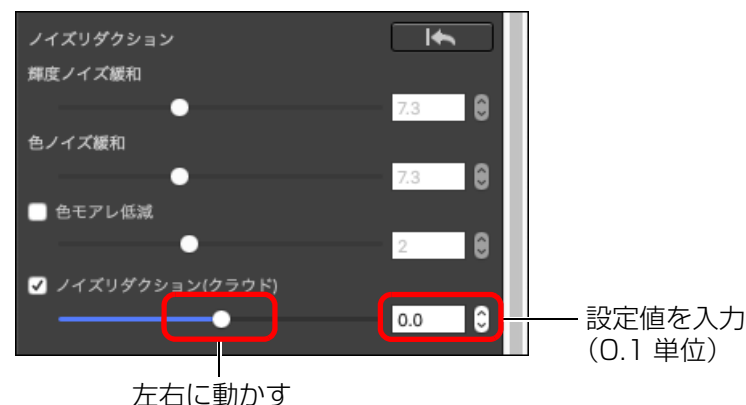 ノイズリダクション
輝度ノイズ緩和
7.3
色ノイズ緩和
7.3
色モアレ低減
2
ノイズリダクション(クラウド)
0.0
設定値を入力
（0.1 単位）
左右に動かす